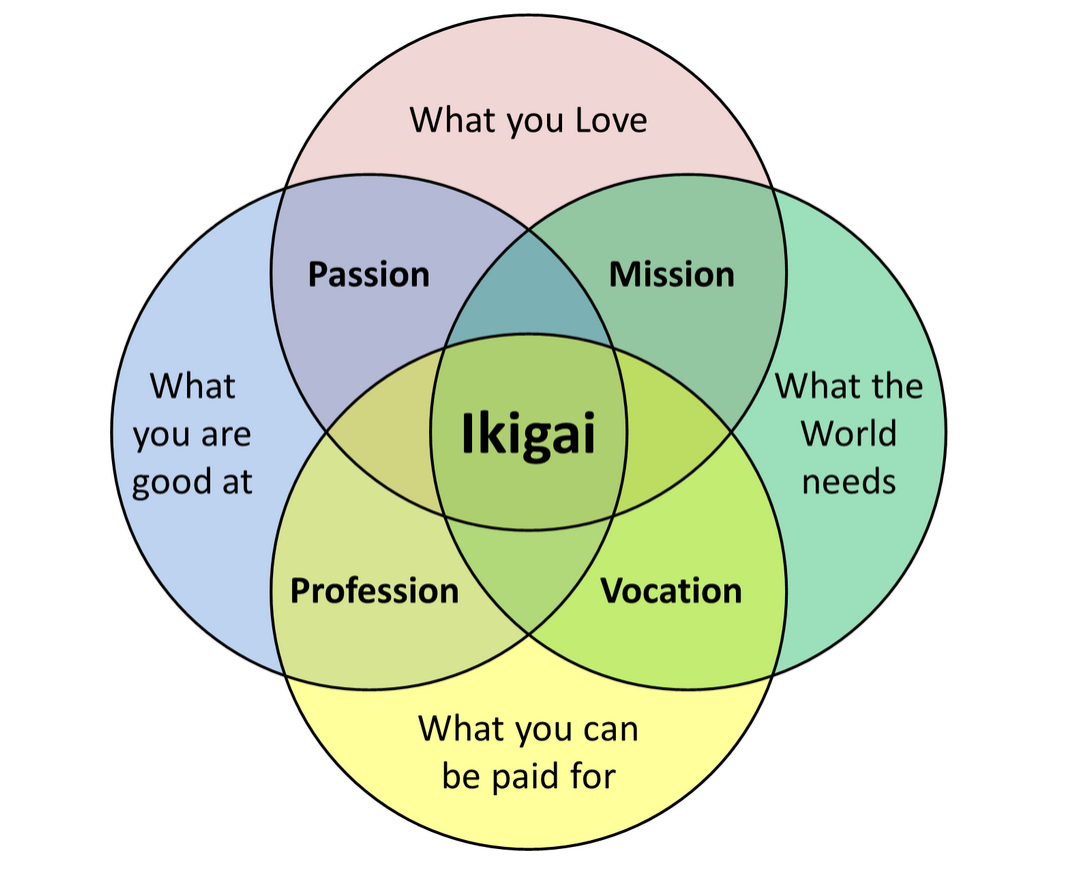 What you Love
Passion
Mission
What
you are
good at
Ikigai
What the
World
needs
Profession
Vocation
What you can
be paid for